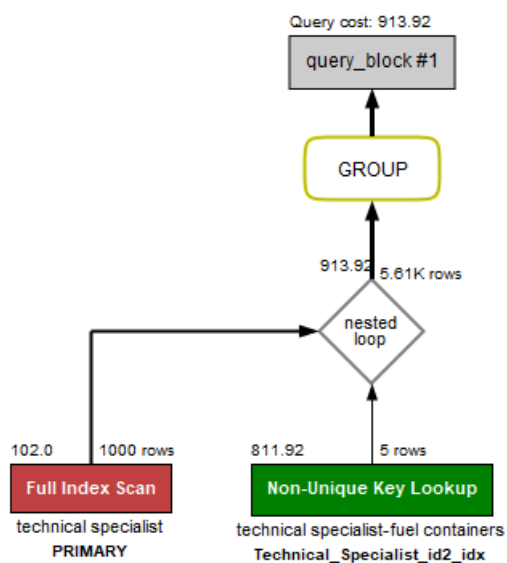 Query cost: 913.92
query_block #1
GROUP
913.92
5.61K rows
nested
loop
102.0 1000 rows
Full Index Scan
technical specialist
PRIMARY
811.92 5 rows
Non-Unique Key Lookup
technical specialist-fuel containers
Technical_Specialist_id2_idx